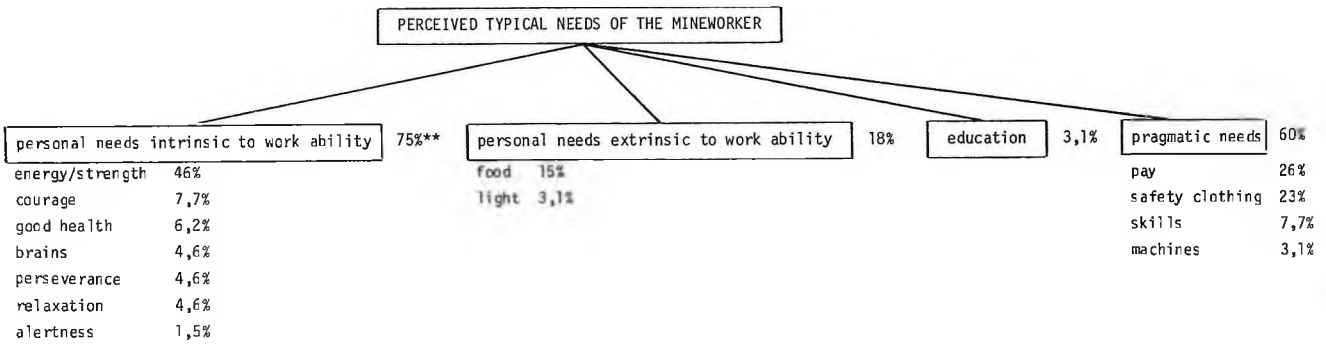 PERCEIVED TYPICAL NEEDS OF THE MINEWORKER
personal needs intrinsic to work ability 75%**
energy/strength 46%
courage 7,7%
good health 6,2%
brains 4,6%
perseverance 4,6%
relaxation 4,6%
alertness 1,5%
personal needs extrinsic to work ability 18%
food 15%
light 3,1%
education 3,1%
pragmatic needs 60%
pay 26%
safety clothing 23%
skills 7,7%
machines 3,1%